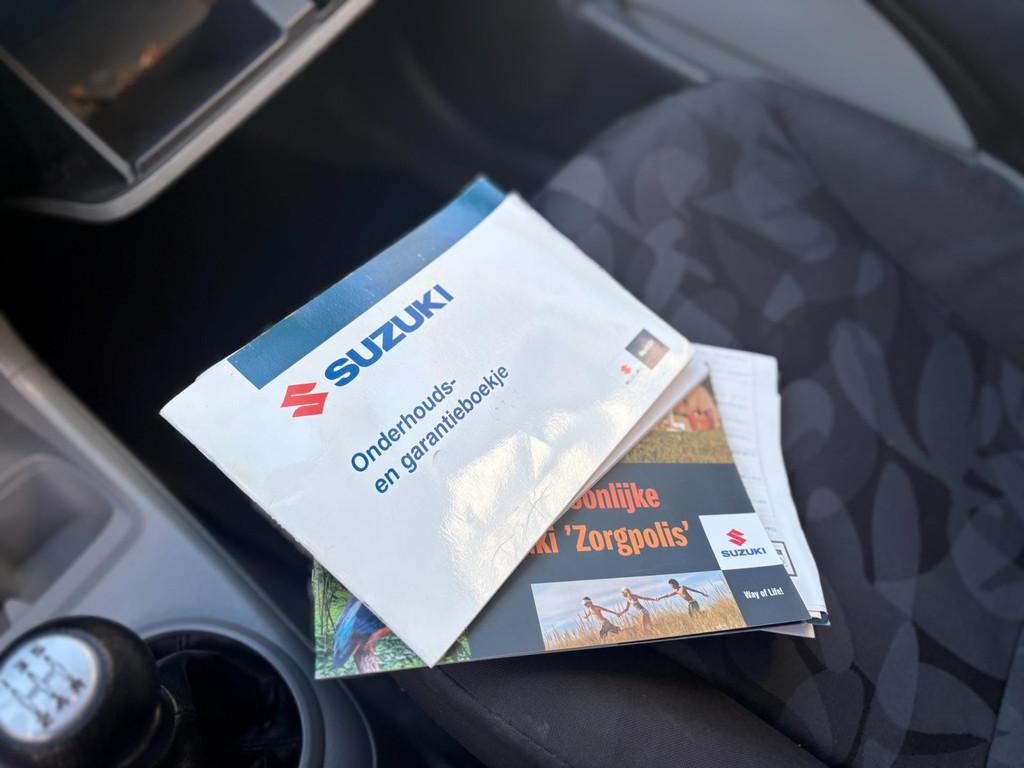 SUZUKI
Onderhouds-
en garantieboekje
oonlijke
ki 'Zorgpolis'
SUZUKI
Way of Life!